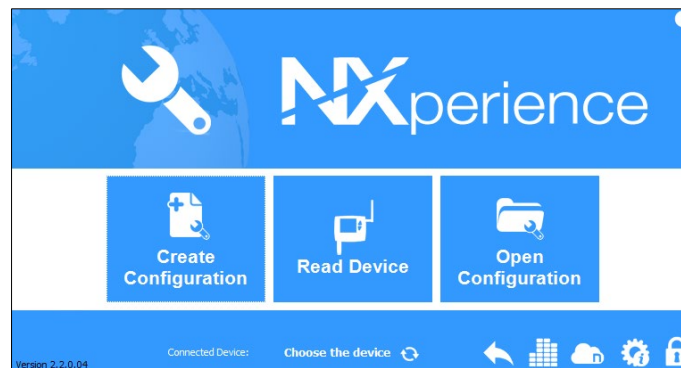 NXperience
Create
Configuration
Read Device
Open
Configuration
Connected Device:
Choose the device
n
Version 2.2.0.04